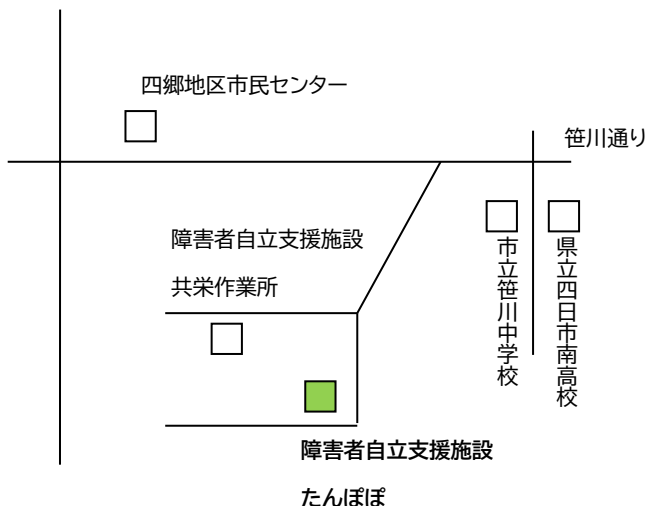 四郷地区市民センター
笹川通り
障害者自立支援施設
共栄作業所
市立笹川中学校
県立四日市南高校
障害者自立支援施設
たんぽぽ